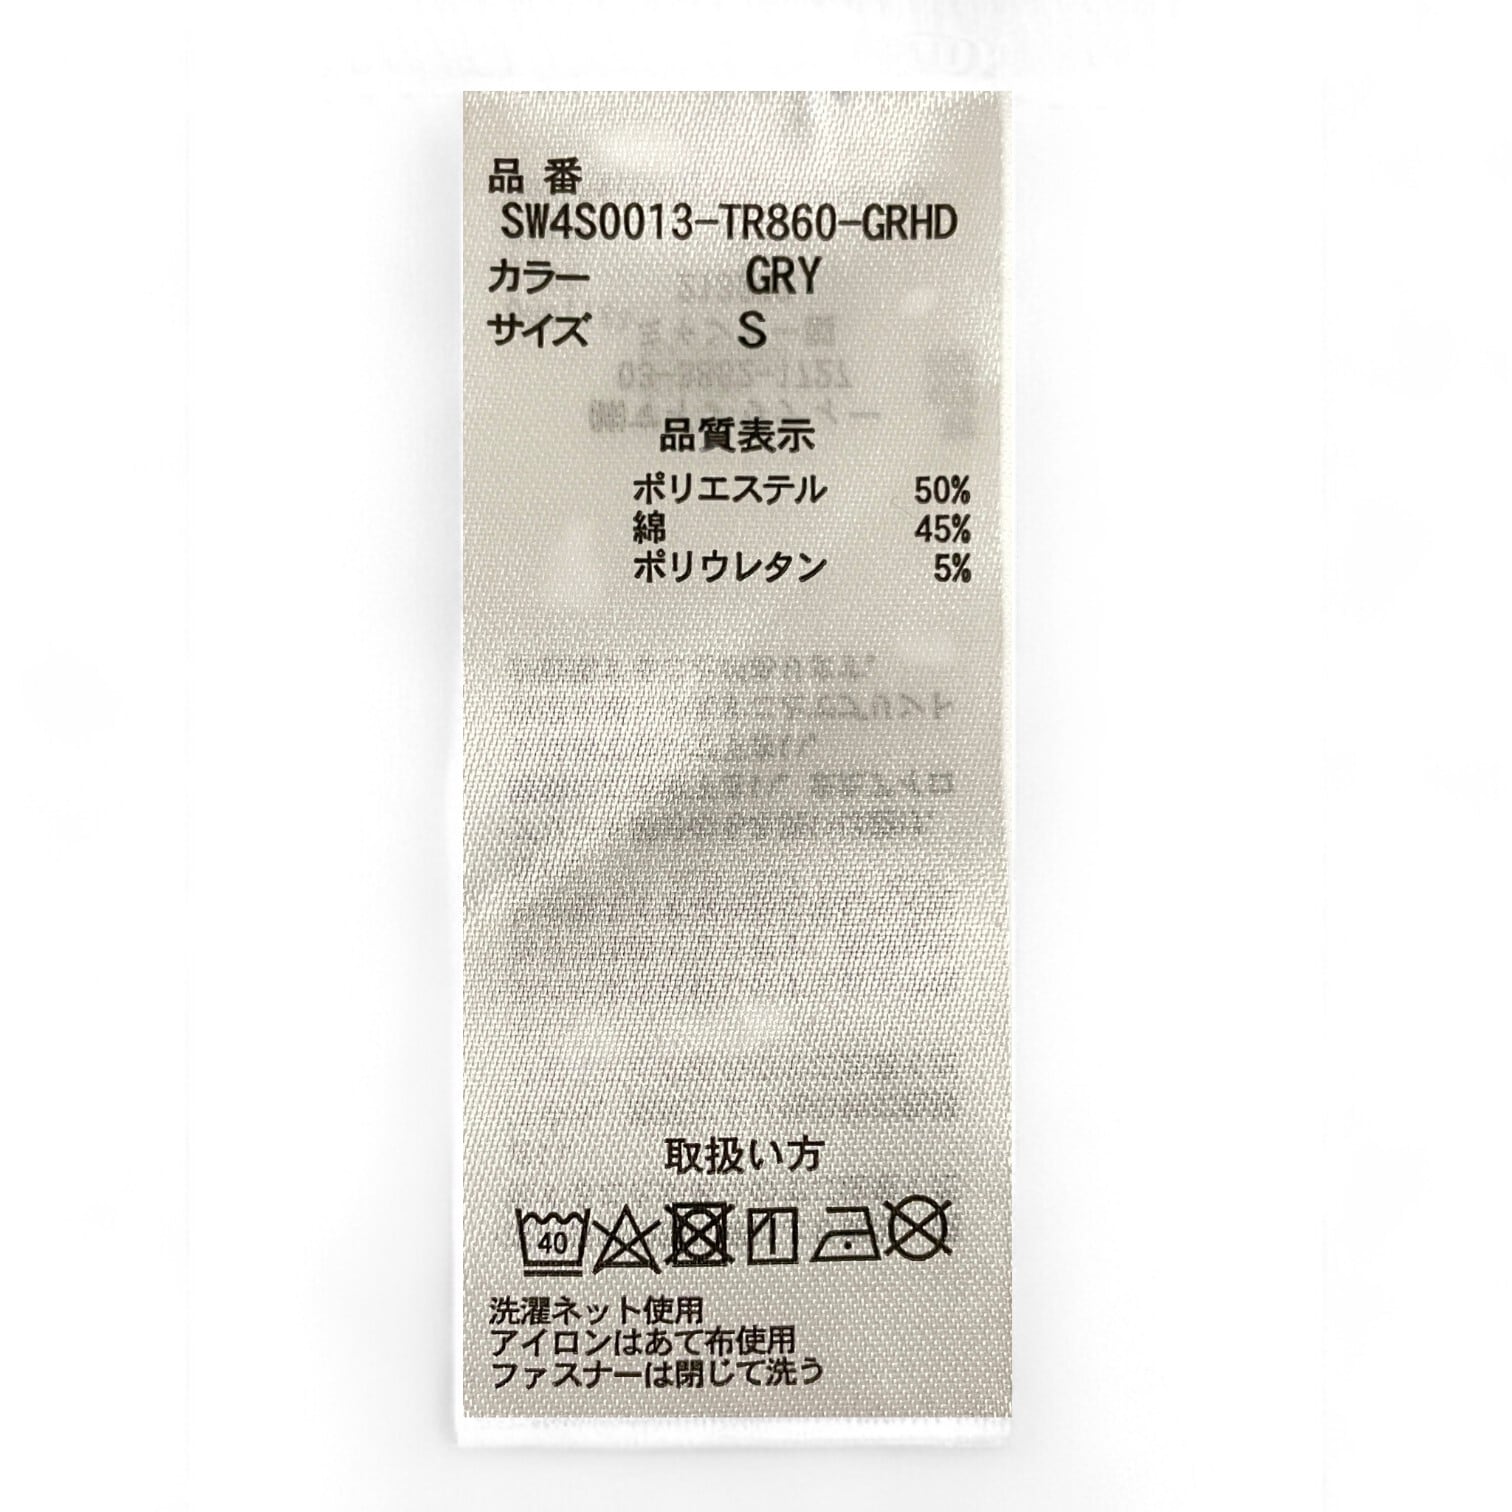 品 番
SW4S0013-TR860-GRHD
カラー GRY
サイズ S
品質表示
ポリエステル 50%
綿 45%
ポリウレタン 5%
取扱い方
40
洗濯ネット使用
アイロンはあて布使用
ファスナーは閉じて洗う